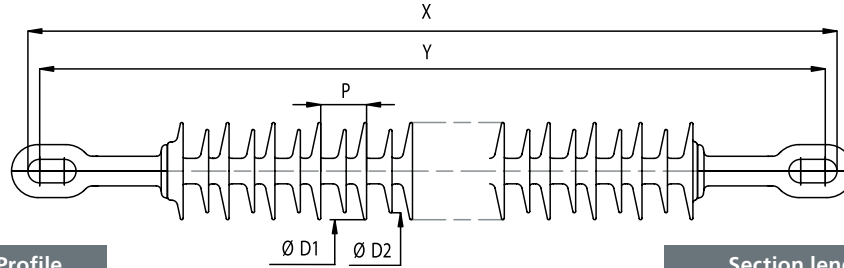 X
Y
P
Ø D1
Ø D2
Profile
Section leng